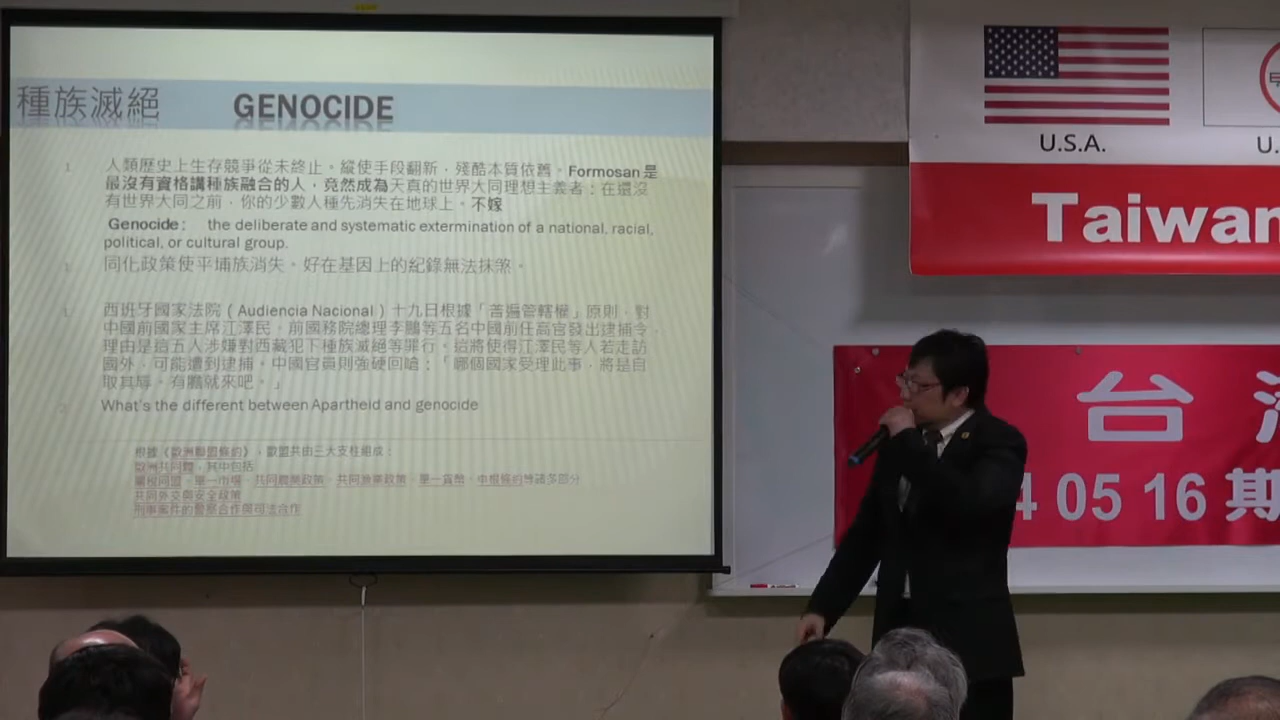 種族滅絕 GENOCIDE
人類歷史上生存競爭從未終止。縱使手段翻新，殘酷本質依舊。Formosan 是
最沒有資格講種族融合的人，竟然成為天真的世界大同理想主義者；在還沒
有世界大同之前，你的少數人種先消失在地球上。不嫁
Genocide： the deliberate and systematic extermination of a national, racial,
political, or cultural group.
同化政策使平埔族消失。好在基因上的紀錄無法抹煞。
西班牙國家法院（Audiencia Nacional）十九日根據「普遍管轄權」原則，對
中國前國家主席江澤民、前國務院總理李鵬等五名中國前任高官發出逮捕令，
理由是這五人涉嫌對西藏犯下種族滅絕等罪行。這將使得江澤民等人若走訪
國外，可能遭到逮捕。中國官員則強硬回嗆：「哪個國家受理此事，將是自
取其辱。有膽就來吧。」
What's the different between Apartheid and genocide
根據《歐洲聯盟條約》，歐盟共由三大支柱組成：
歐洲共同體，其中包括
關稅同盟、單一市場、共同農業政策、共同漁業政策、單一貨幣、申根條約等諸多部分
共同外交與安全政策
刑事案件的警察合作與司法合作
U.S.A.
U.
Taiwan
台
4 05 16 期